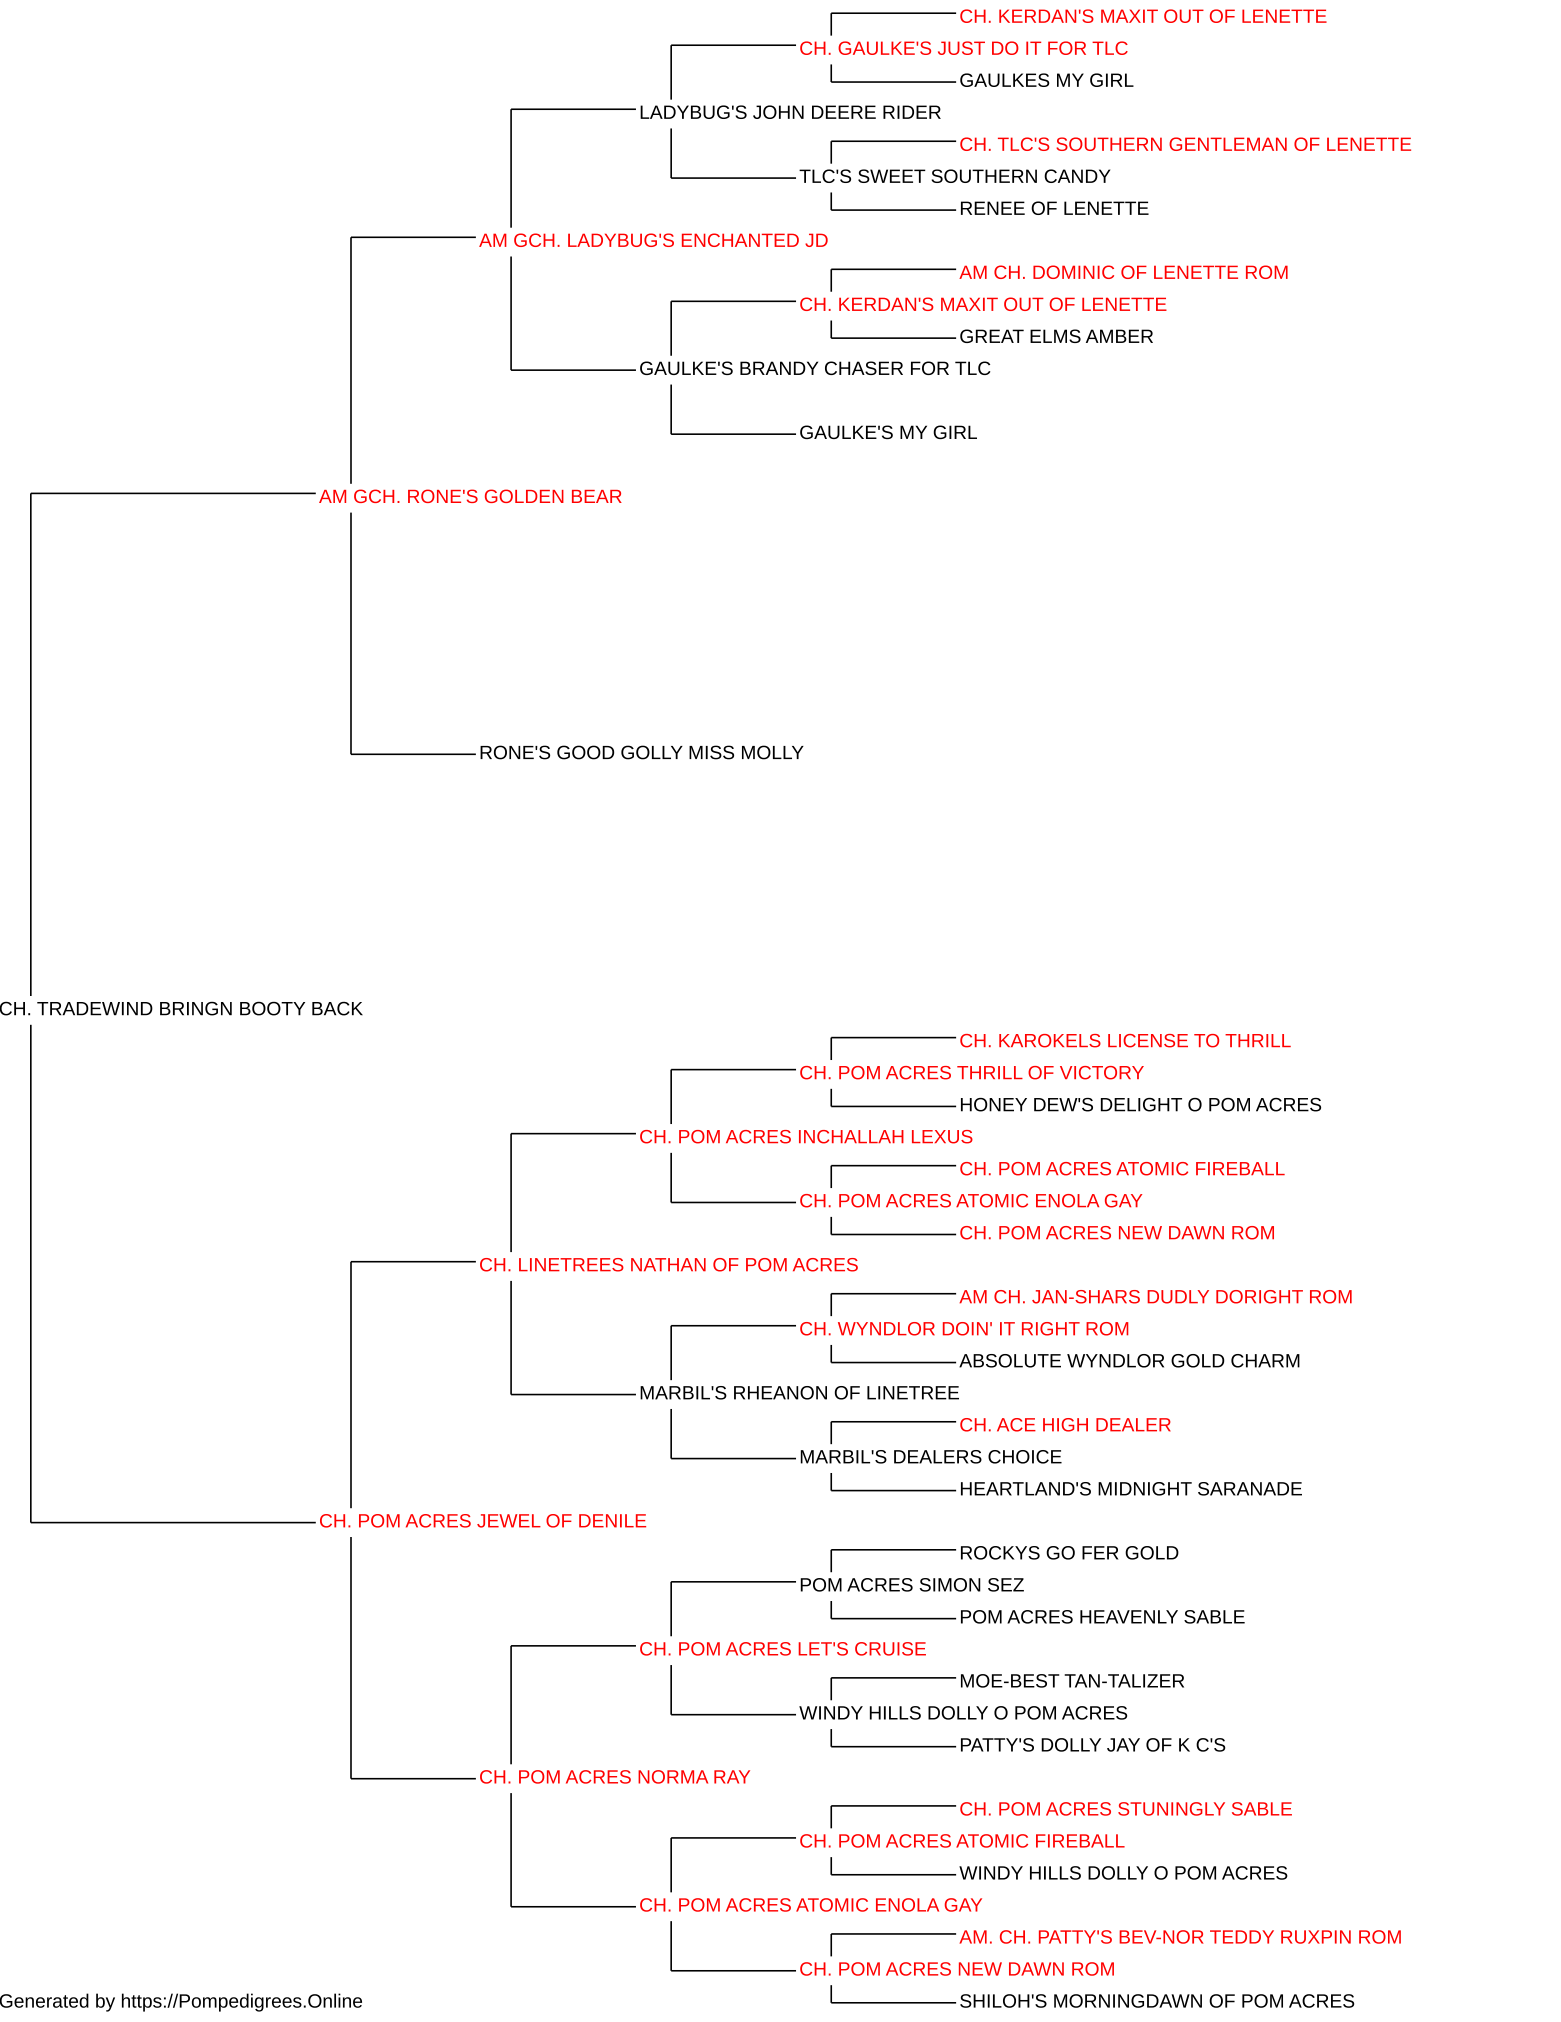 CH. KERDAN'S MAXIT OUT OF LENETTE
CH. GAULKE'S JUST DO IT FOR TLC
GAULKES MY GIRL
LADYBUG'S JOHN DEERE RIDER
CH. TLC'S SOUTHERN GENTLEMAN OF LENETTE
TLC'S SWEET SOUTHERN CANDY
RENEE OF LENETTE
AM GCH. LADYBUG'S ENCHANTED JD
AM CH. DOMINIC OF LENETTE ROM
CH. KERDAN'S MAXIT OUT OF LENETTE
GREAT ELMS AMBER
GAULKE'S BRANDY CHASER FOR TLC
GAULKE'S MY GIRL
AM GCH. RONE'S GOLDEN BEAR
RONE'S GOOD GOLLY MISS MOLLY
CH. TRADEWIND BRINGN BOOTY BACK
CH. KAROKELS LICENSE TO THRILL
CH. POM ACRES THRILL OF VICTORY
HONEY DEW'S DELIGHT O POM ACRES
CH. POM ACRES INCHALLAH LEXUS
CH. POM ACRES ATOMIC FIREBALL
CH. POM ACRES ATOMIC ENOLA GAY
CH. POM ACRES NEW DAWN ROM
CH. LINETREES NATHAN OF POM ACRES
AM CH. JAN-SHARS DUDLY DORIGHT ROM
CH. WYNDLOR DOIN' IT RIGHT ROM
ABSOLUTE WYNDLOR GOLD CHARM
MARBIL'S RHEANON OF LINETREE
CH. ACE HIGH DEALER
MARBIL'S DEALERS CHOICE
HEARTLAND'S MIDNIGHT SARANADE
CH. POM ACRES JEWEL OF DENILE
ROCKYS GO FER GOLD
POM ACRES SIMON SEZ
POM ACRES HEAVENLY SABLE
CH. POM ACRES LET'S CRUISE
MOE-BEST TAN-TALIZER
WINDY HILLS DOLLY O POM ACRES
PATTY'S DOLLY JAY OF K C'S
CH. POM ACRES NORMA RAY
CH. POM ACRES STUNINGLY SABLE
CH. POM ACRES ATOMIC FIREBALL
WINDY HILLS DOLLY O POM ACRES
CH. POM ACRES ATOMIC ENOLA GAY
AM. CH. PATTY'S BEV-NOR TEDDY RUXPIN ROM
CH. POM ACRES NEW DAWN ROM
SHILOH'S MORNINGDAWN OF POM ACRES
Generated by https://Pompedigrees.Online